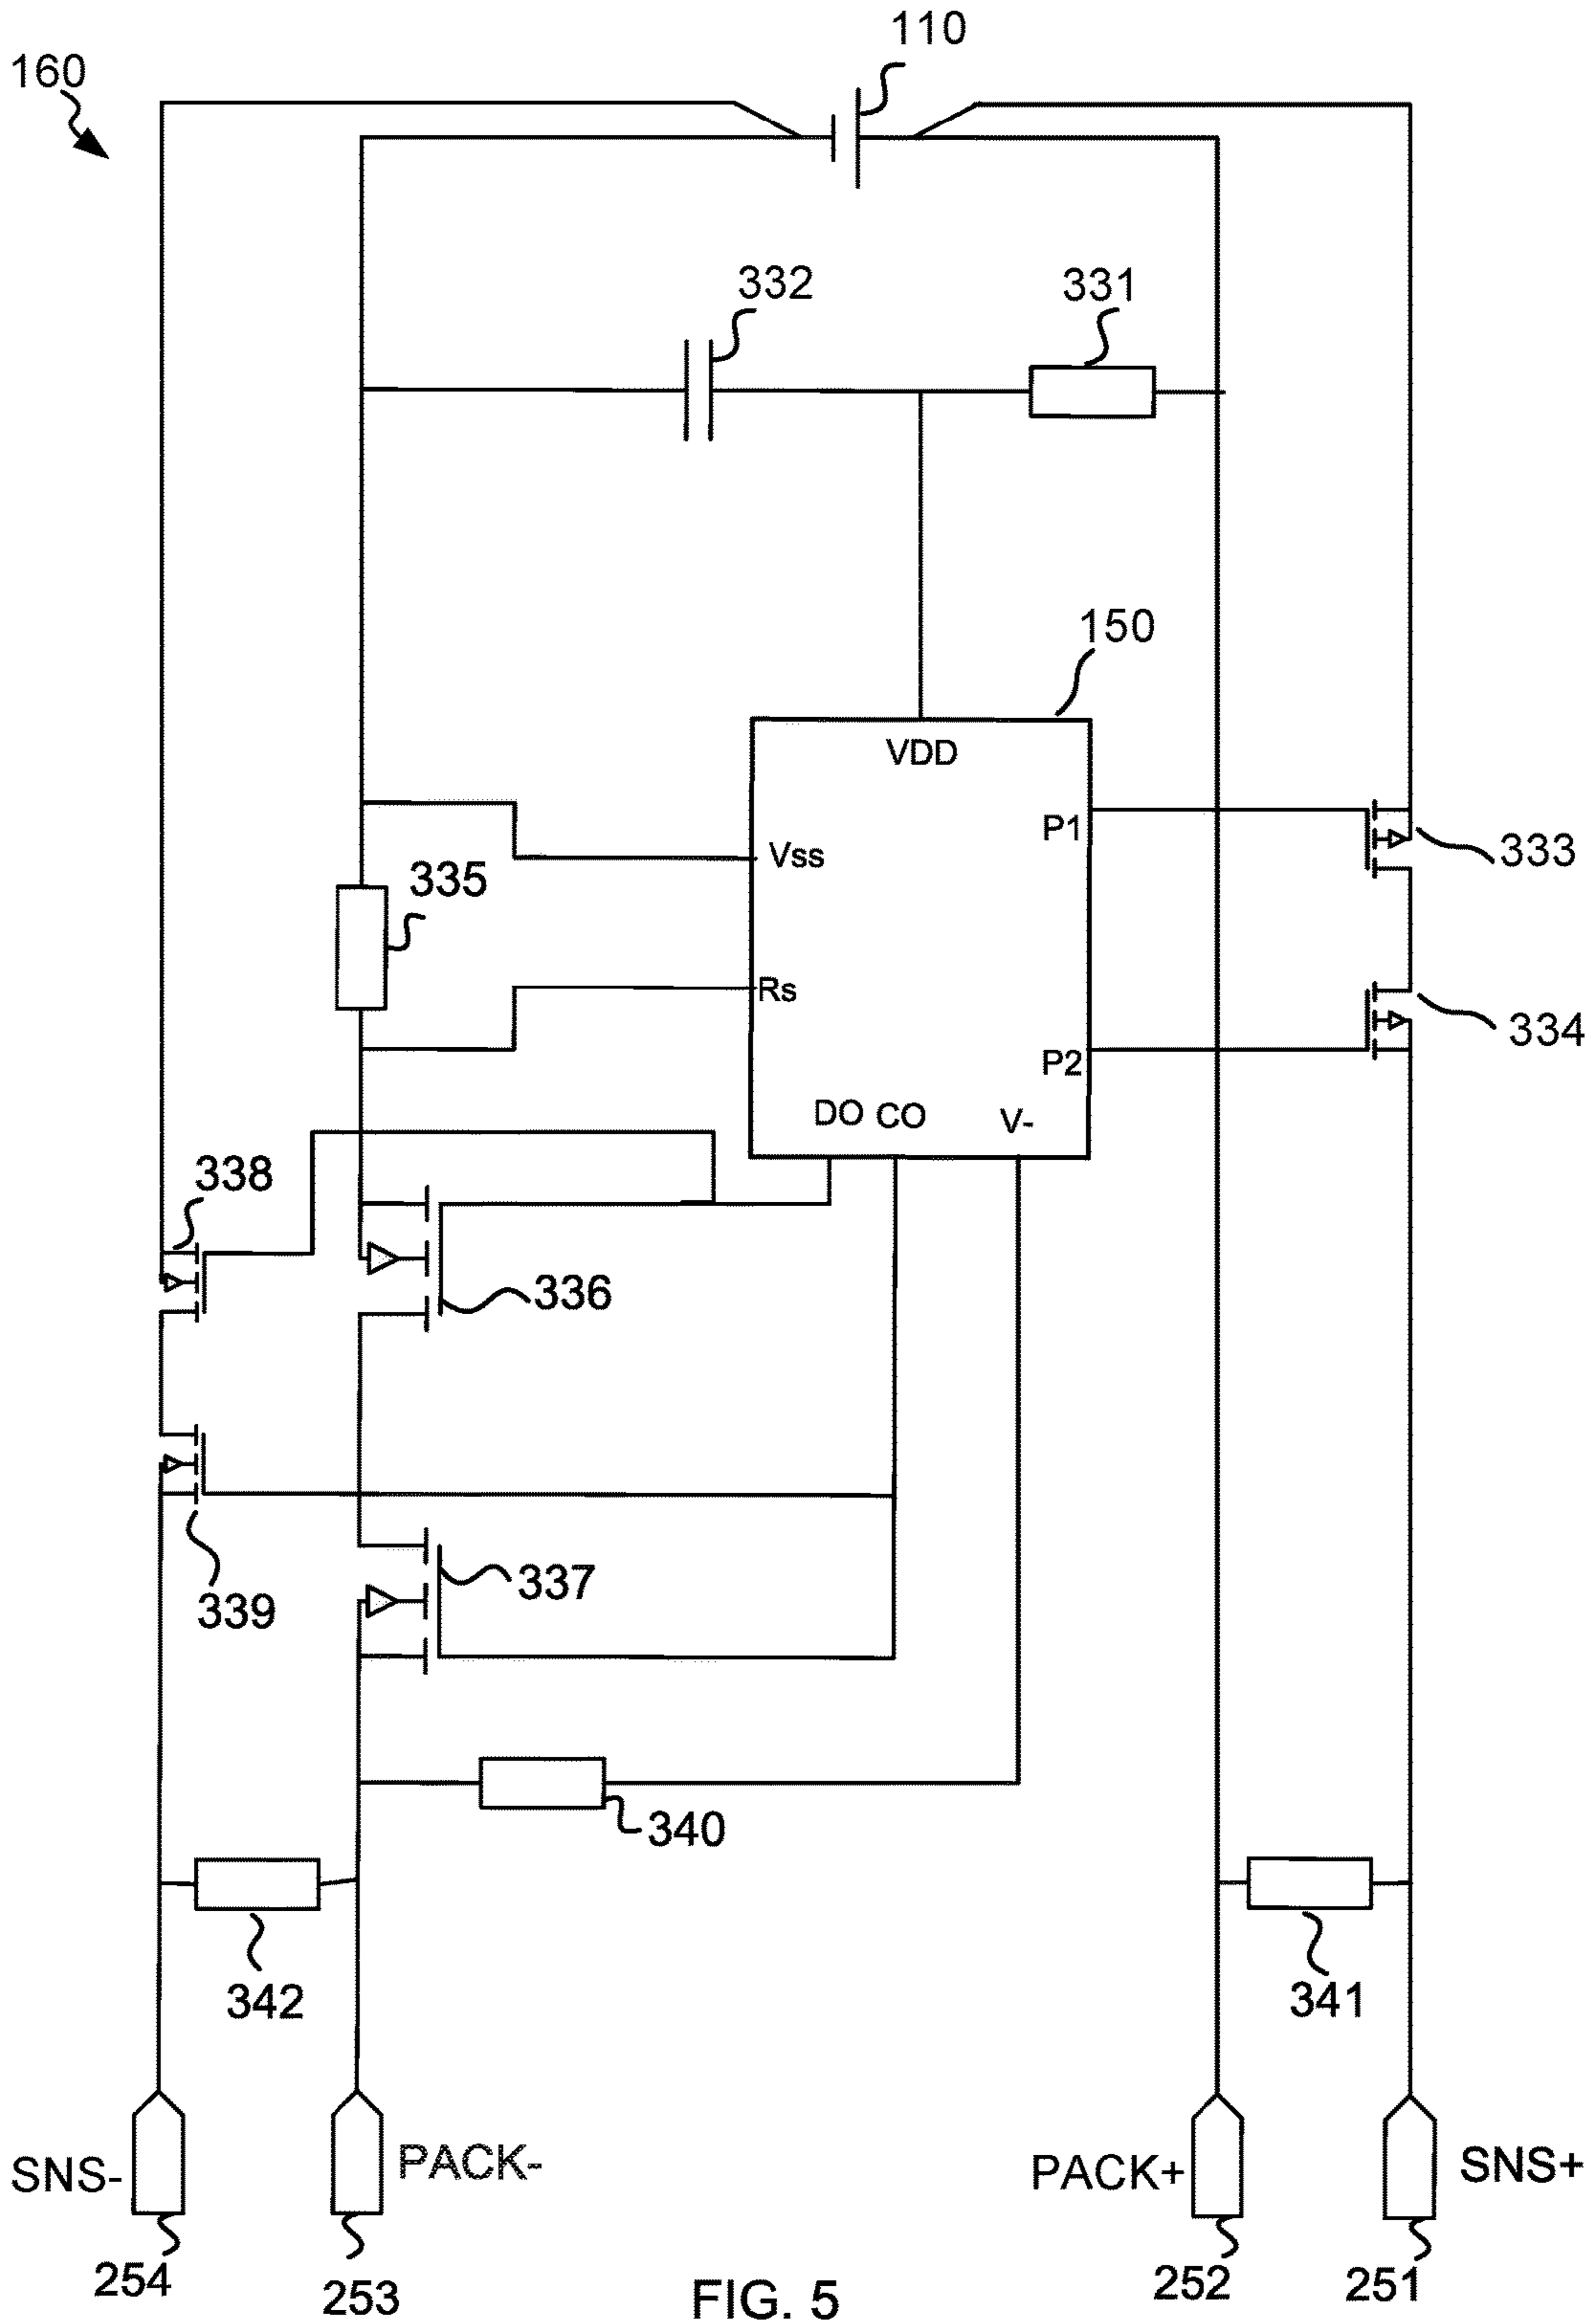 110
160
332
331
150
VDD
P1
Vss
333
335
Rs
334
P2
DO CO
V-
338
336
337
339
340
342
341
SNS-
PACK-
PACK+
SNS+
254
253
252
251
FIG. 5